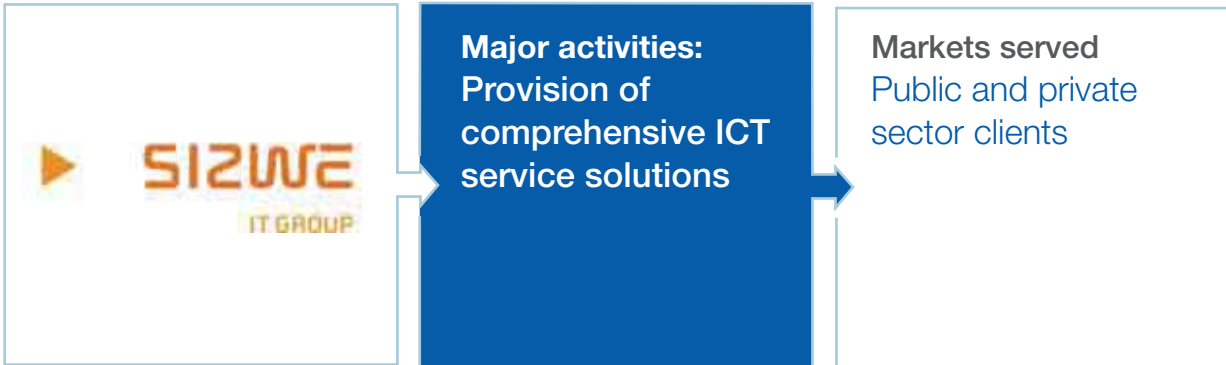 SIZWE
IT GROUP
Major activities:
Provision of
comprehensive ICT
service solutions
Markets served
Public and private
sector clients